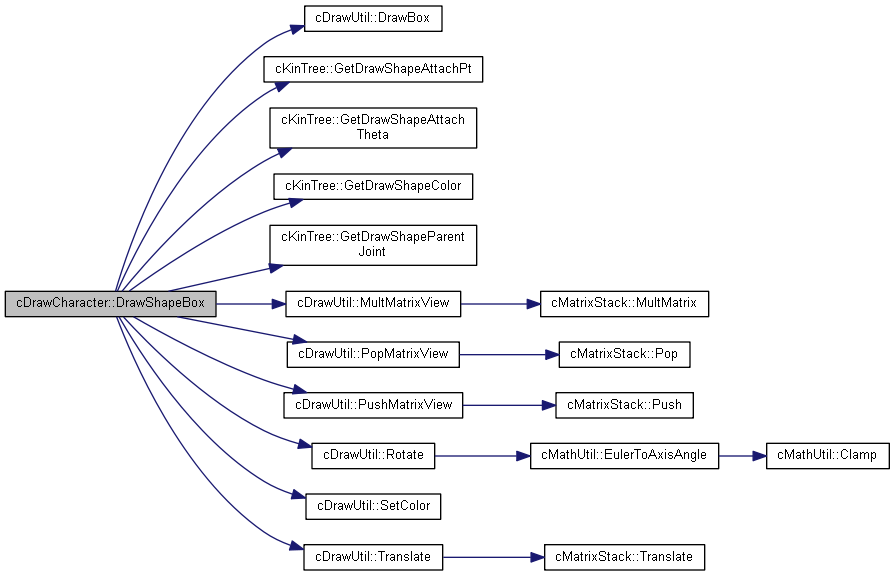 cDrawUtil::DrawBox
cKinTree::GetDrawShapeAttachPt
cKinTree::GetDrawShapeAttach
Theta
cKinTree::GetDrawShapeColor
cKinTree::GetDrawShapeParent
Joint
cDrawCharacter::DrawShapeBox
cDrawUtil::MultMatrixView
cMatrixStack::MultMatrix
cDrawUtil::PopMatrixView
cMatrixStack::Pop
cDrawUtil::PushMatrixView
cMatrixStack::Push
cDrawUtil::Rotate
cMathUtil::EulerToAxisAngle
cMathUtil::Clamp
cDrawUtil::SetColor
cDrawUtil::Translate
cMatrixStack::Translate